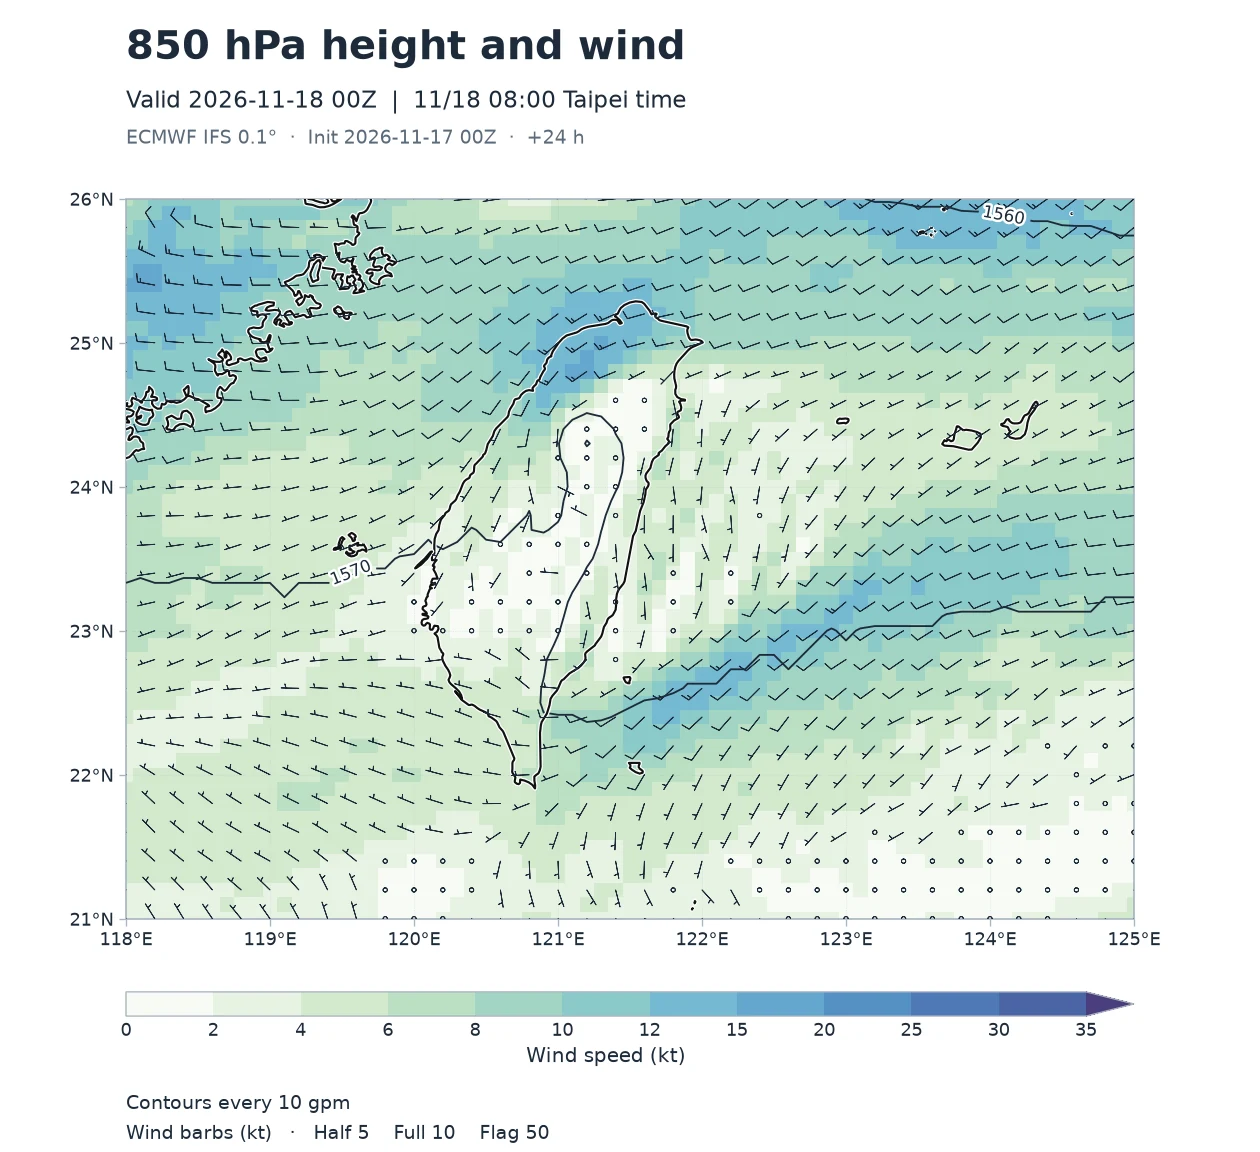 850 hPa height and wind
Valid 2026-11-18 00Z | 11/18 08:00 Taipei time
ECMWF IFS 0.1° · Init 2026-11-17 00Z · +24 h
26°N
1560
25°N
24°N
1570
23°N
22°N
21°N
118°E 119°E 120°E 121°E 122°E 123°E 124°E 125°E
0 2 4 6 8 10 12 15 20 25 30 35
Wind speed (kt)
Contours every 10 gpm
Wind barbs (kt) · Half 5 Full 10 Flag 50